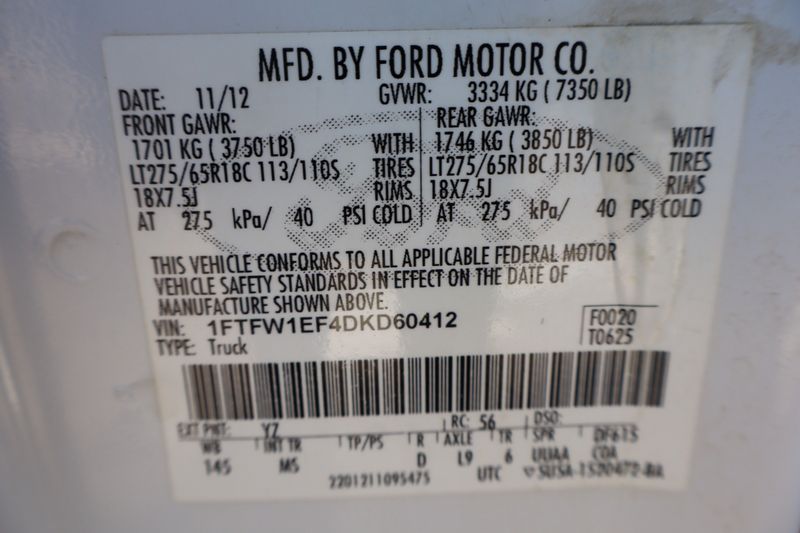 MFD. BY FORD MOTOR CO.
DATE: 11/12 GVWR: 3334 KG ( 7350 LB)
FRONT GAWR: REAR GAWR:
1701 KG ( 3750 LB) WITH 1746 KG ( 3850 LB) WITH
LT275/65R18C 113/110S TIRES LT275/65R18C 113/110S TIRES
18X7.5J RIMS 18X7.5J RIMS
AT 275 kPa/ 40 PSI COLD AT 275 kPa/ 40 PSI COLD
THIS VEHICLE CONFORMS TO ALL APPLICABLE FEDERAL MOTOR
VEHICLE SAFETY STANDARDS IN EFFECT ON THE DATE OF
MANUFACTURE SHOWN ABOVE.
VIN: 1FTFW1EF4DKD60412 F0020
TYPE: Truck T0625
EXT PNT: YZ RC: 56 DSO:
WB INT TR TP/PS R AXLE TR SPR DF615
145 MS D L9 6 UUAA
2201211095475 UTC